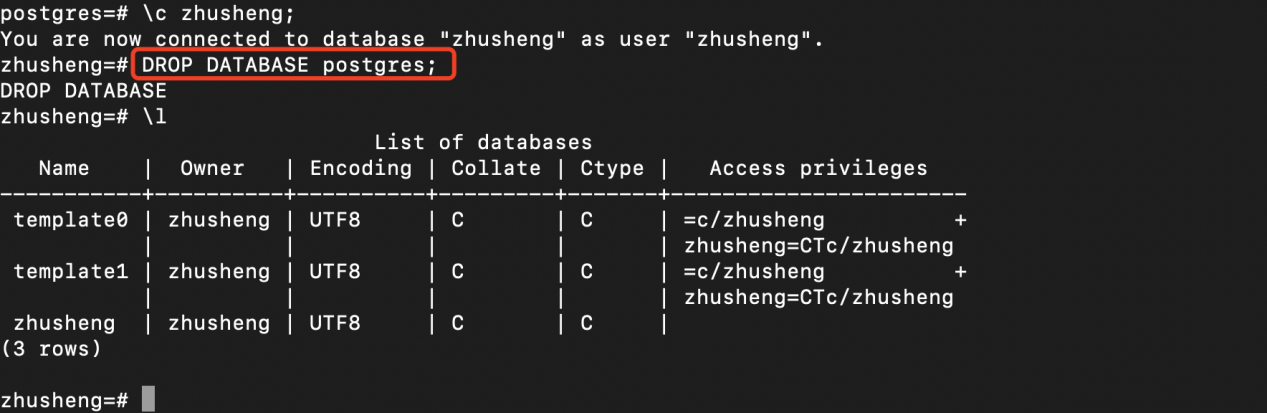 postgres=# \c zhusheng;
You are now connected to database "zhusheng" as user "zhusheng".
zhusheng=# DROP DATABASE postgres;
DROP DATABASE
zhusheng=# \l
                             List of databases
   Name    |  Owner   | Encoding | Collate | Ctype |   Access privileges
-----------+----------+----------+---------+-------+-----------------------
 template0 | zhusheng | UTF8     | C       | C     | =c/zhusheng          +
           |          |          |         |       | zhusheng=CTc/zhusheng
 template1 | zhusheng | UTF8     | C       | C     | =c/zhusheng          +
           |          |          |         |       | zhusheng=CTc/zhusheng
 zhusheng  | zhusheng | UTF8     | C       | C     |
(3 rows)
zhusheng=#